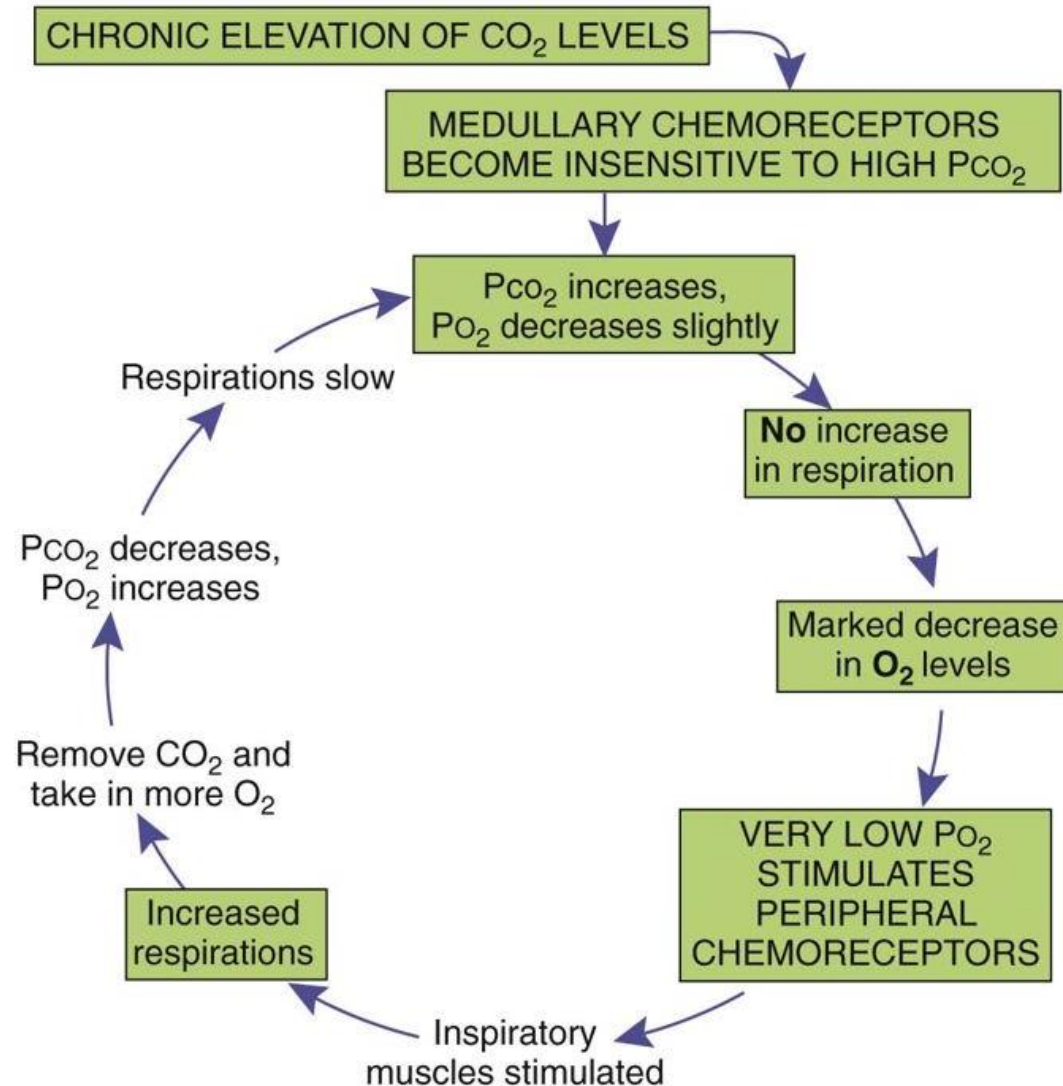 CHRONIC ELEVATION OF CO₂ LEVELS
MEDULLARY CHEMORECEPTORS
BECOME INSENSITIVE TO HIGH PCO₂
Pco₂ increases,
PO₂ decreases slightly
No increase
in respiration
Marked decrease
in O₂ levels
VERY LOW PO₂
STIMULATES
PERIPHERAL
CHEMORECEPTORS
Inspiratory
muscles stimulated
Increased
respirations
Remove CO₂ and
take in more O₂
PCO₂ decreases,
PO₂ increases
Respirations slow